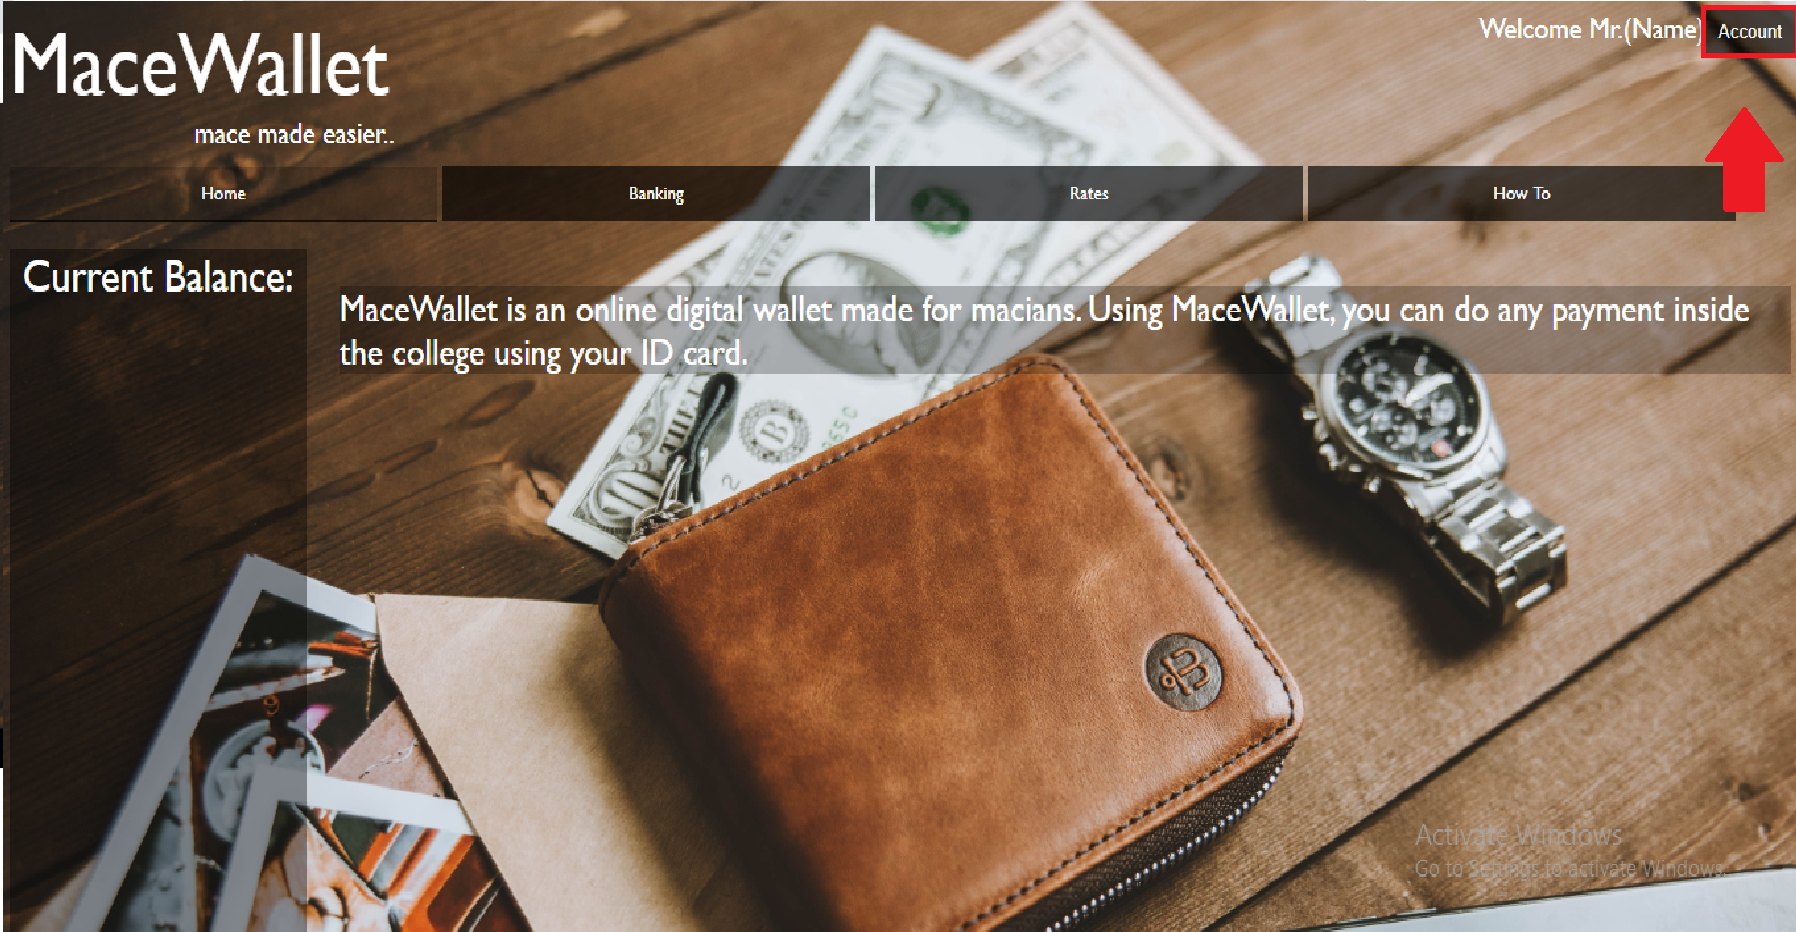 MaceWallet
mace made easier..
Welcome Mr.(Name)
Account
Home
Banking
Rates
How To
Current Balance:
MaceWallet is an online digital wallet made for macians. Using MaceWallet, you can do any payment inside
the college using your ID card.
THE
B
10
Activate Windows
Go to Settings to activate Windows.